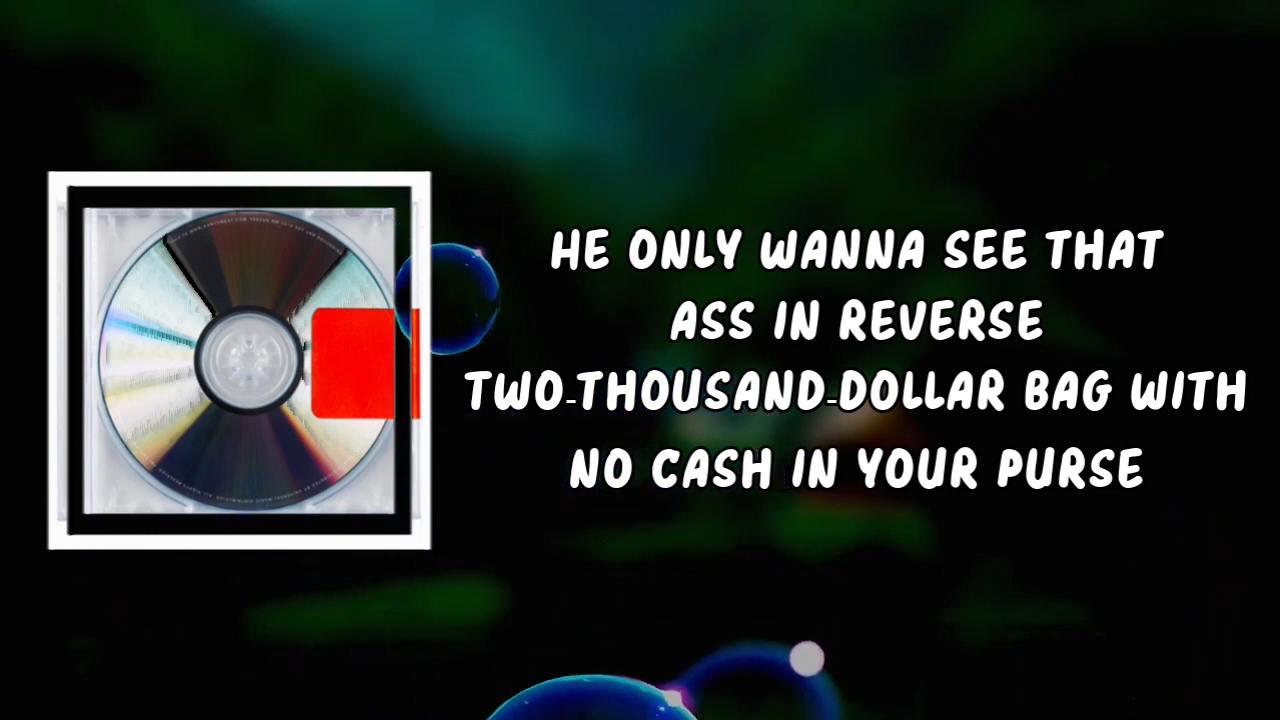 HE ONLY WANNA SEE THAT
ASS IN REVERSE
TWO-THOUSAND-DOLLAR BAG WITH
NO CASH IN YOUR PURSE